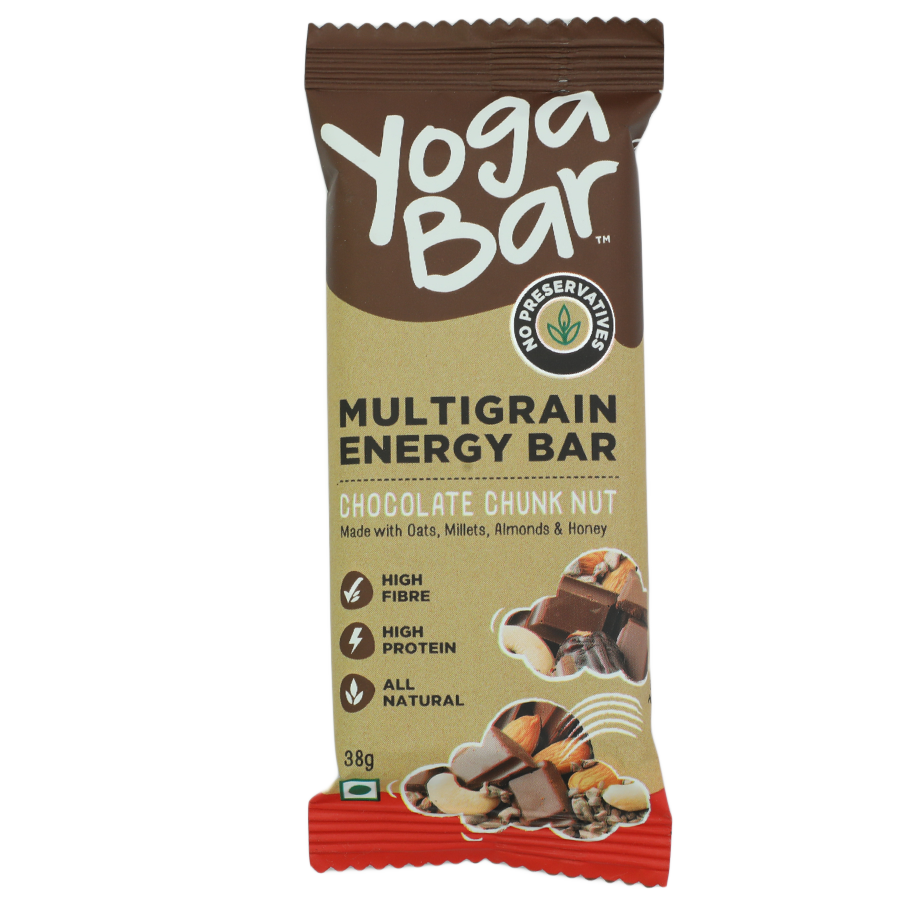 Yoga
Bar
TM
NO PRESERVATIVES
MULTIGRAIN
ENERGY BAR
CHOCOLATE CHUNK NUT
Made with Oats, Millets, Almonds & Honey
HIGH
FIBRE
HIGH
PROTEIN
ALL
NATURAL
38g